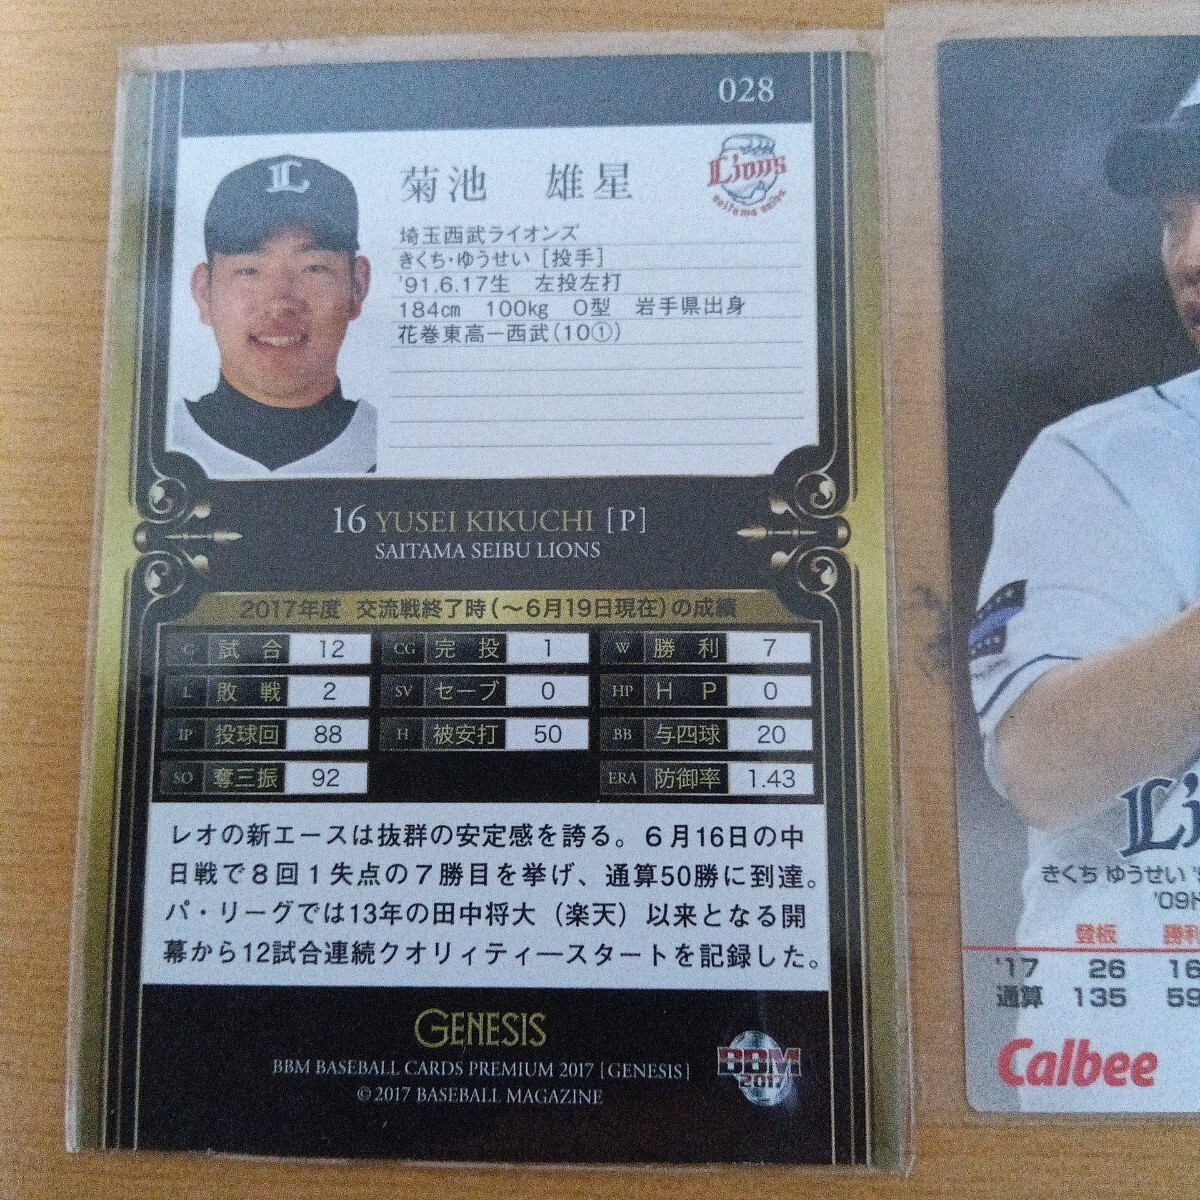 028
菊池 雄星
Lions
saitama seibu
埼玉西武ライオンズ
きくち・ゆうせい [投手]
'91.6.17生 左投左打
184cm 100kg O型 岩手県出身
花巻東高ー西武(10①)
L
16 YUSEI KIKUCHI [P]
SAITAMA SEIBU LIONS
2017年度 交流戦終了時(〜6月19日現在)の成績
G 試合 12 CG 完投 1 W 勝利 7
L 敗戦 2 SV セーブ 0 HP HP 0
IP 投球回 88 H 被安打 50 BB 与四球 20
SO 奪三振 92 ERA 防御率 1.43
レオの新エースは抜群の安定感を誇る。6月16日の中
日戦で8回1失点の7勝目を挙げ、通算50勝に到達。
パ・リーグでは13年の田中将大(楽天)以来となる開
幕から12試合連続クオリィティースタートを記録した。
GENESIS
BBM BASEBALL CARDS PREMIUM 2017 [GENESIS]
©2017 BASEBALL MAGAZINE
BBM
2017
Li
きくち ゆうせい
'09
登板 勝利
'17 26 16
通算 135 59
Calbee